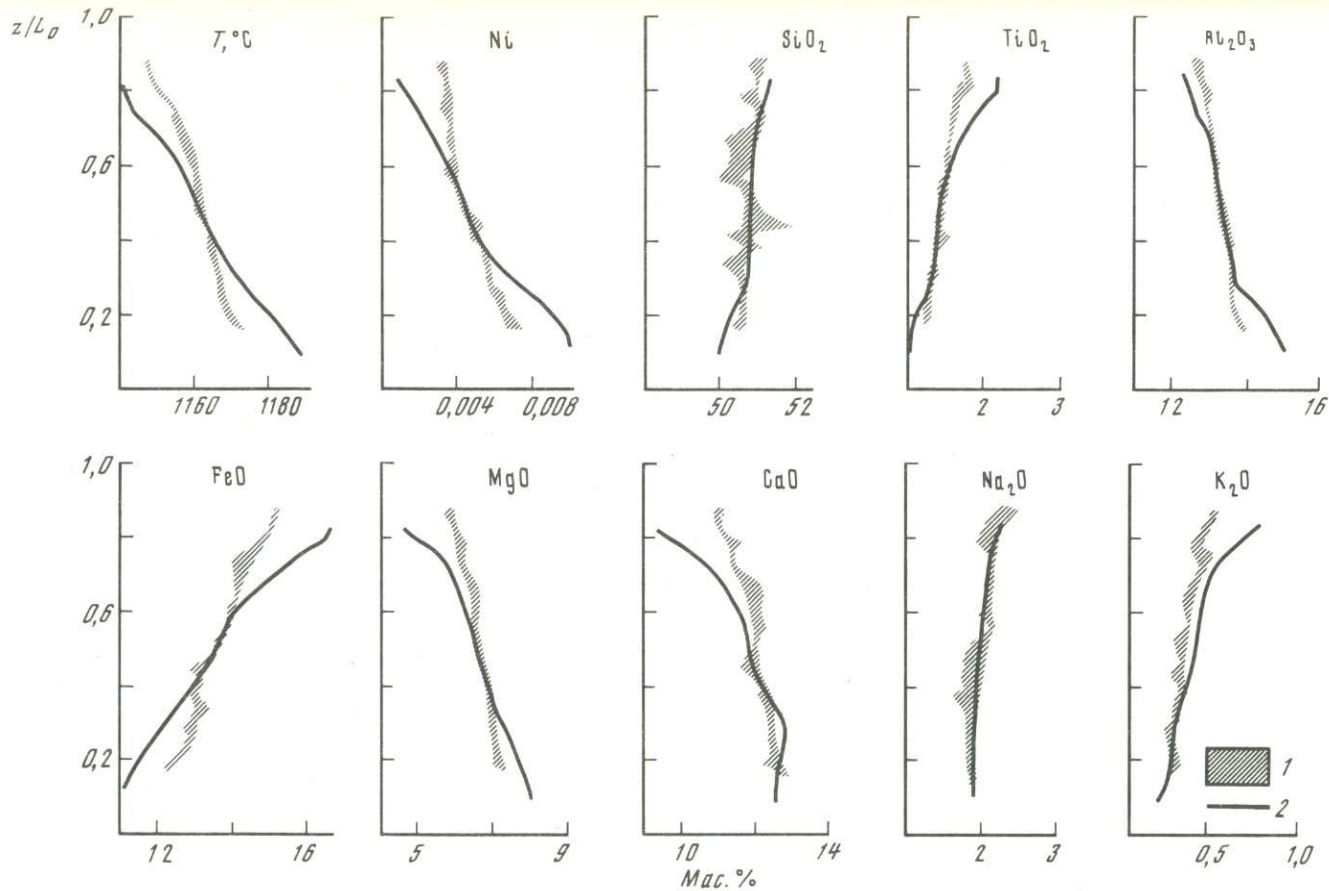 z/L₀ 1,0 T,°C Ni SiO₂ TiO₂ Al₂O₃
0,6
0,2
1160 1180 0,004 0,008 50 52 2 3 12 16
1,0 FeO MgO CaO Na₂O K₂O
0,6
0,2 1
2
12 16 5 9 10 14 2 3 0,5 1,0
Мас.%